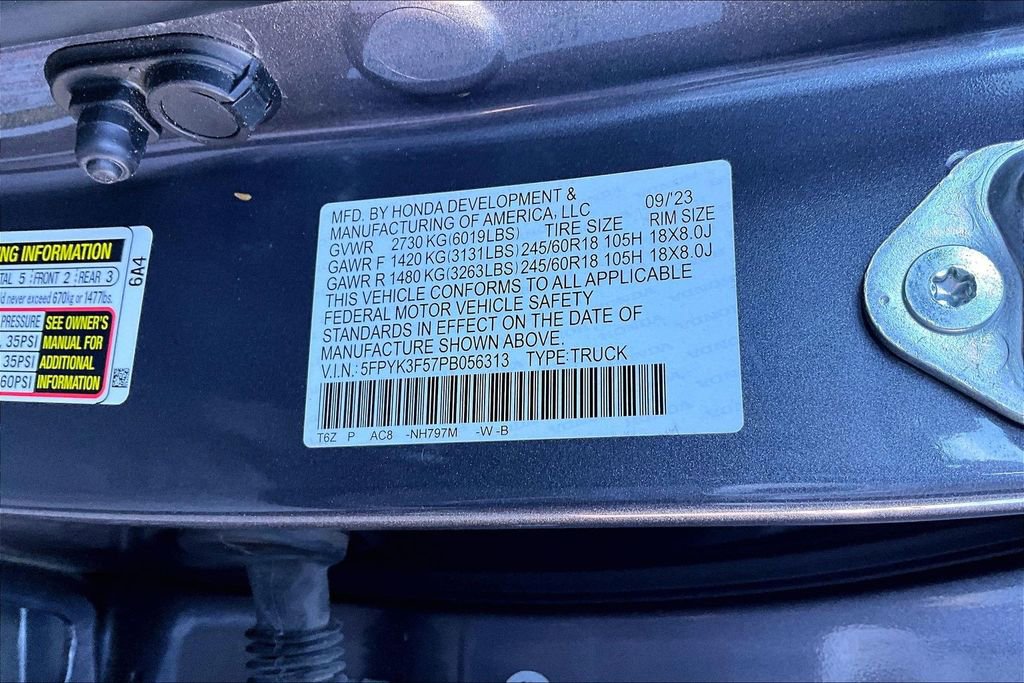 NG INFORMATION
TAL 5 FRONT 2 REAR 3
d never exceed 670kg or 1477lbs.
PRESSURE SEE OWNER'S
, 35PSI MANUAL FOR
35PSI ADDITIONAL
60PSI INFORMATION
6A4
MFD. BY HONDA DEVELOPMENT & 09/'23
MANUFACTURING OF AMERICA, LLC
GVWR 2730 KG(6019LBS) TIRE SIZE RIM SIZE
GAWR F 1420 KG(3131LBS) 245/60R18 105H 18X8.0J
GAWR R 1480 KG(3263LBS) 245/60R18 105H 18X8.0J
THIS VEHICLE CONFORMS TO ALL APPLICABLE
FEDERAL MOTOR VEHICLE SAFETY
STANDARDS IN EFFECT ON THE DATE OF
MANUFACTURE SHOWN ABOVE.
V.I.N.: 5FPYK3F57PB056313 TYPE:TRUCK
T6Z P AC8 -NH797M -W -B